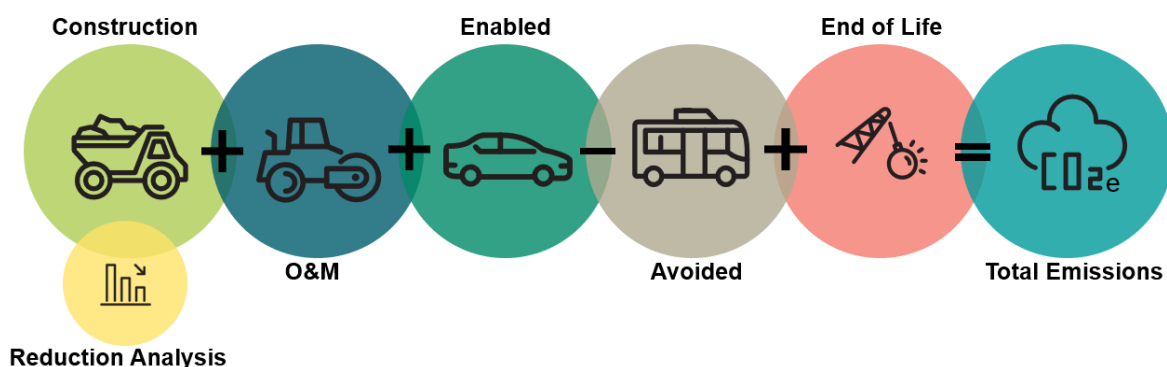 Construction
Enabled
End of Life
+
+
−
+
=
CO2e
O&M
Avoided
Total Emissions
Reduction Analysis